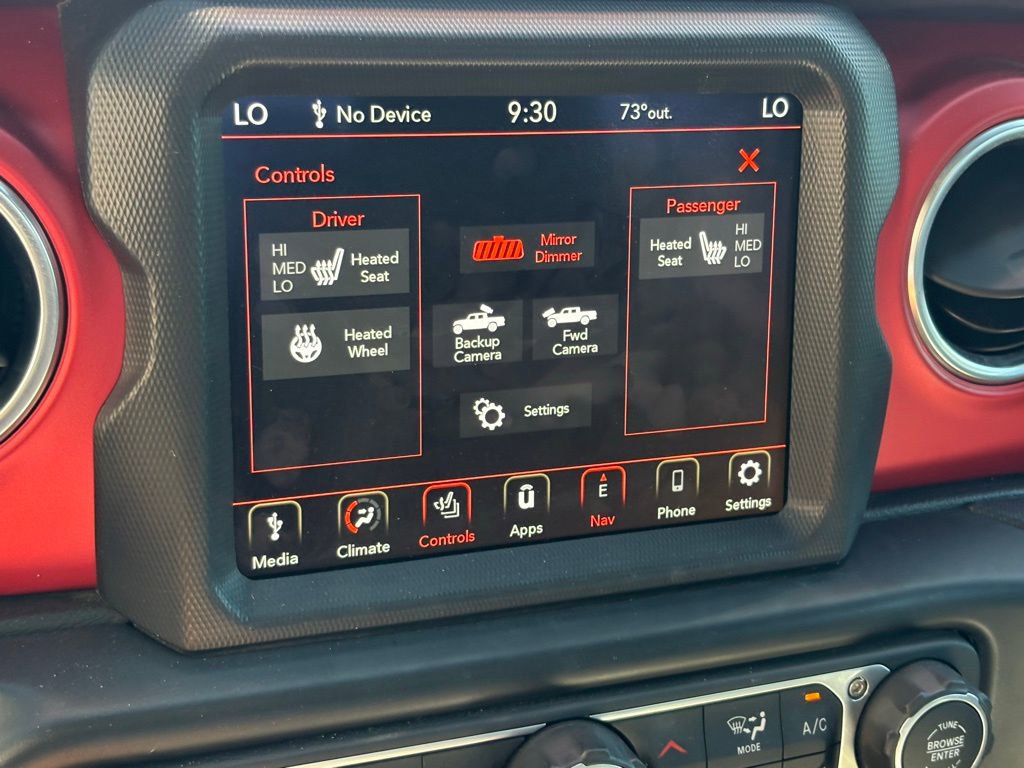 LO No Device 9:30 73°out. LO
Controls
Driver
HI
MED
LO
Heated
Seat
Heated
Wheel
Mirror
Dimmer
Backup
Camera
Fwd
Camera
Settings
Passenger
Heated
Seat
HI
MED
LO
Media
Climate
Controls
Apps
E
Nav
Phone
Settings
MODE
A/C
TUNE
BROWSE
ENTER